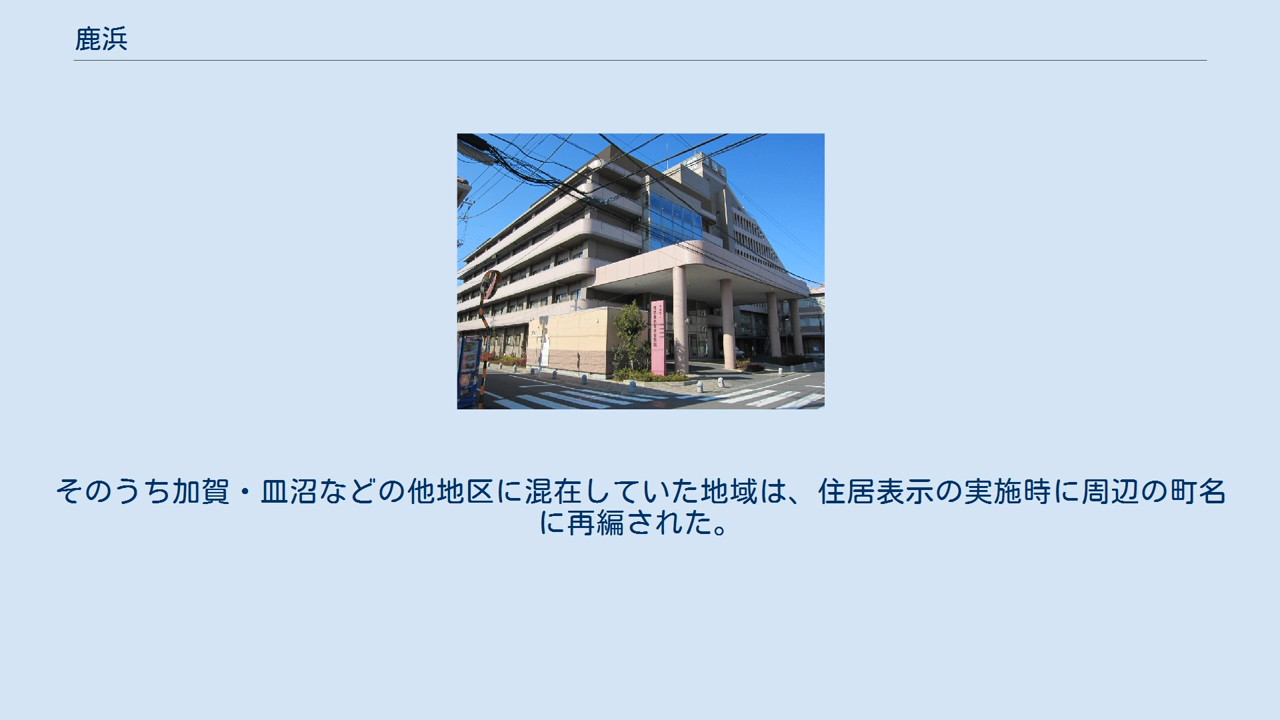 鹿浜
そのうち加賀・皿沼などの他地区に混在していた地域は、住居表示の実施時に周辺の町名
に再編された。